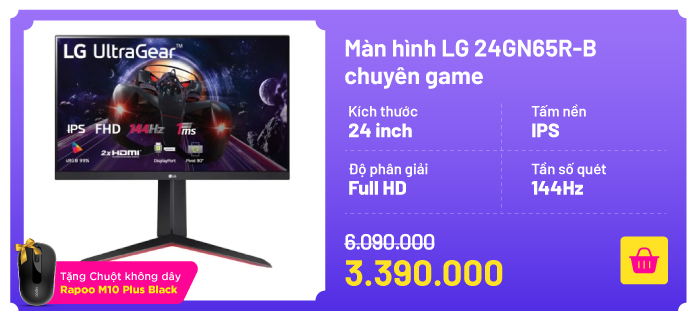 LG UltraGear™
IPS FHD 144Hz 1ms
sRGB 99% 2xHDMI DisplayPort Pivot 90°
LG
Tặng Chuột không dây
Rapoo M10 Plus Black
Màn hình LG 24GN65R-B
chuyên game
Kích thước
24 inch
Tấm nền
IPS
Độ phân giải
Full HD
Tần số quét
144Hz
6.090.000
3.390.000